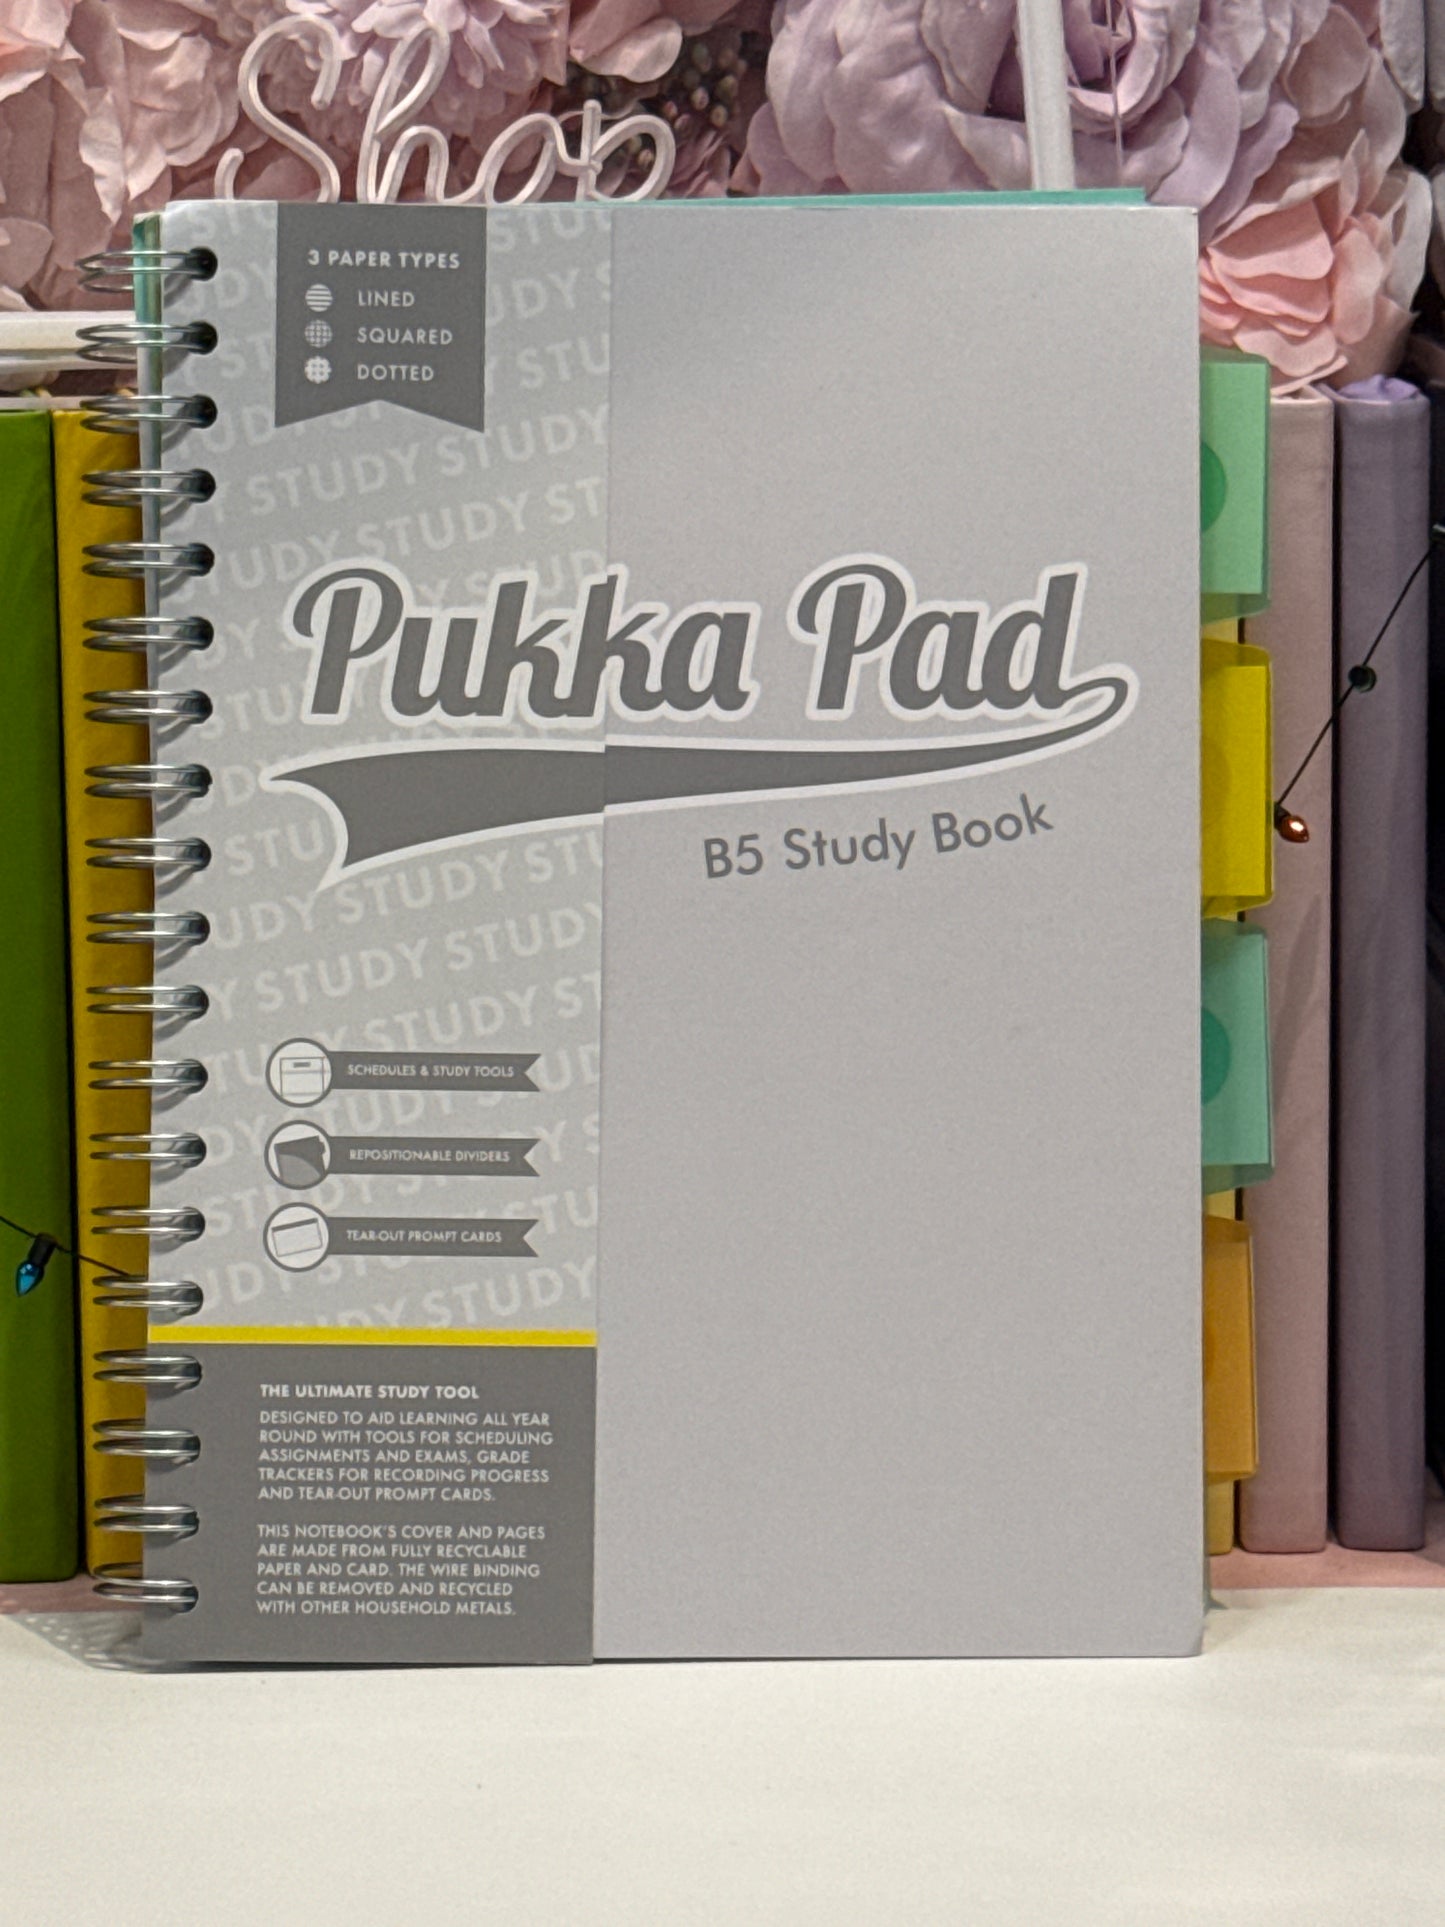 Shop
3 PAPER TYPES
LINED
SQUARED
DOTTED
Pukka Pad
B5 Study Book
SCHEDULES & STUDY TOOLS
REPOSITIONABLE DIVIDERS
TEAR-OUT PROMPT CARDS
THE ULTIMATE STUDY TOOL
DESIGNED TO AID LEARNING ALL YEAR
ROUND WITH TOOLS FOR SCHEDULING
ASSIGNMENTS AND EXAMS, GRADE
TRACKERS FOR RECORDING PROGRESS
AND TEAR-OUT PROMPT CARDS.
THIS NOTEBOOK'S COVER AND PAGES
ARE MADE FROM FULLY RECYCLABLE
PAPER AND CARD. THE WIRE BINDING
CAN BE REMOVED AND RECYCLED
WITH OTHER HOUSEHOLD METALS.